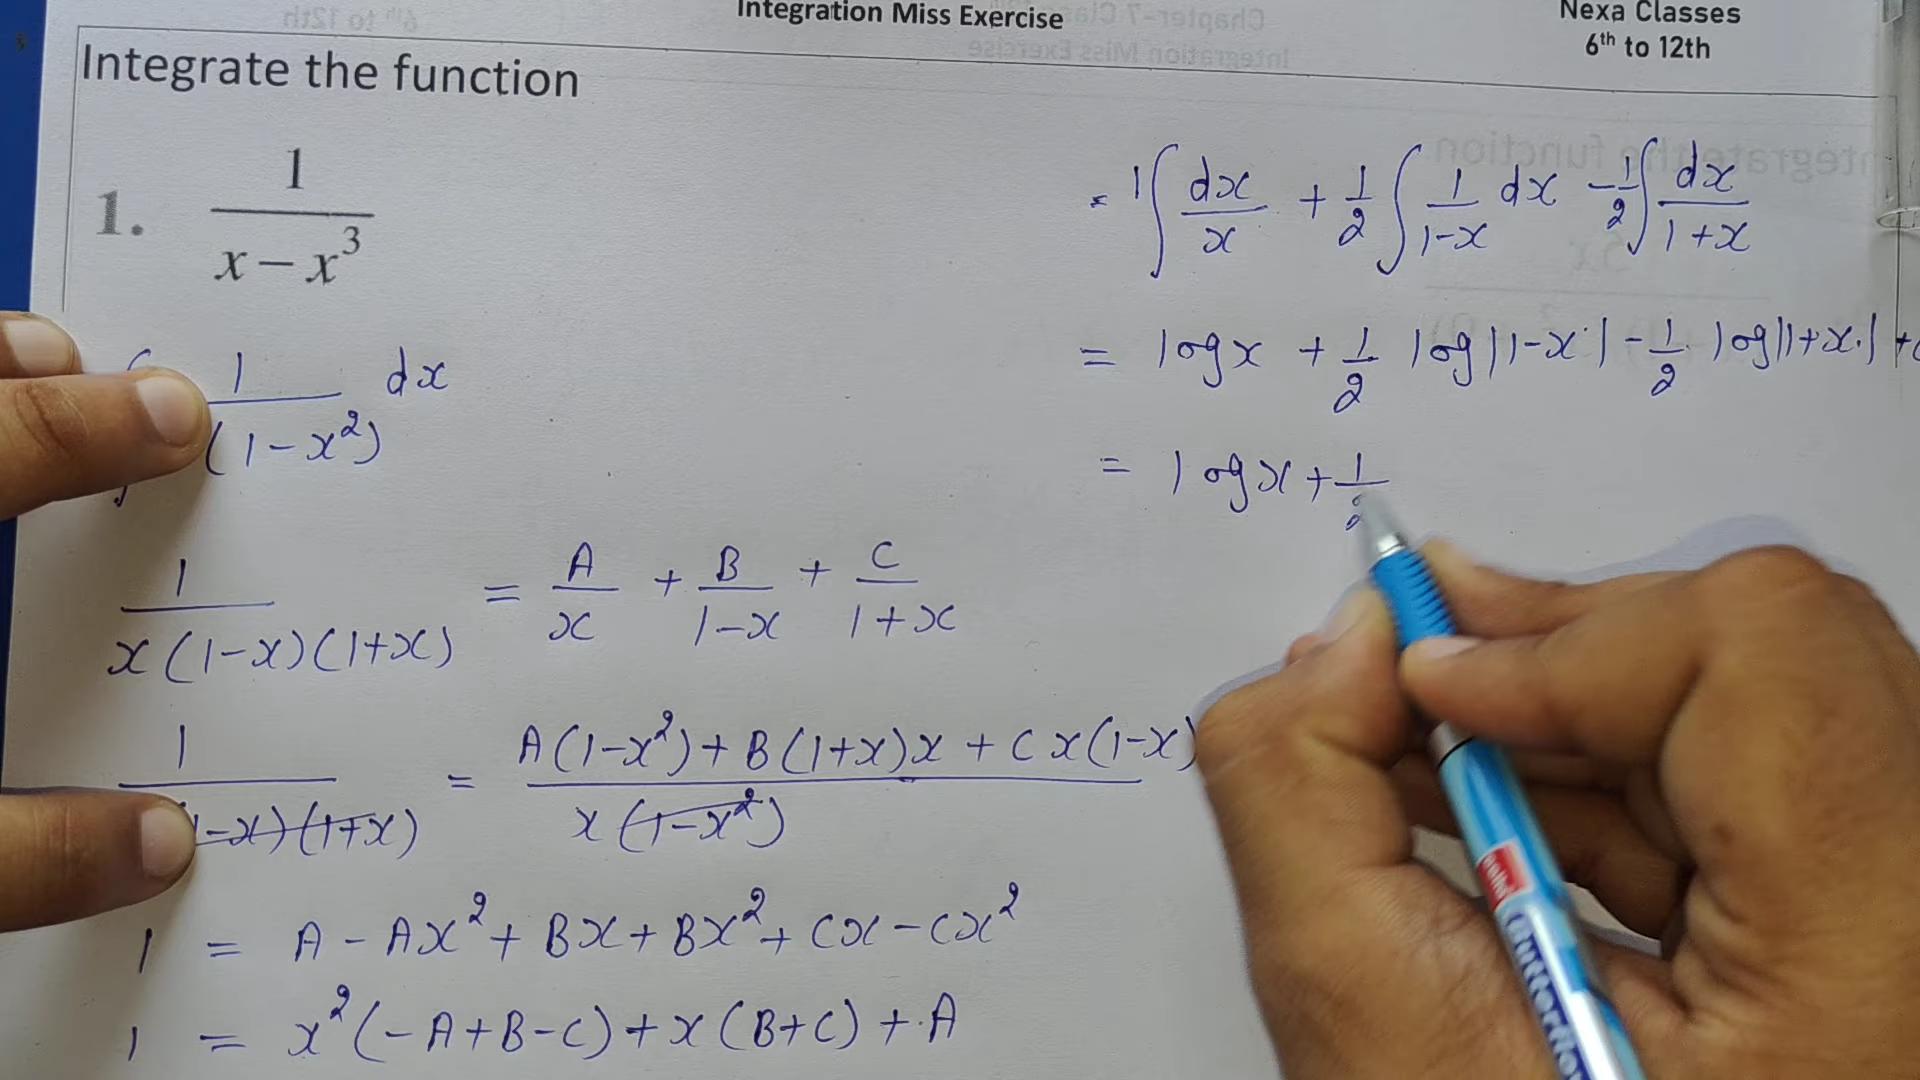 Integration Miss Exercise
Nexa Classes
6th to 12th
Integrate the function
1. 1/(x − x³)
1/(1-x²) dx
1/(x(1-x)(1+x)) = A/x + B/(1-x) + C/(1+x)
1/(1-x)(1+x) = (A(1-x²) + B(1+x)x + Cx(1-x))/(x(1-x²))
1 = A - Ax² + Bx + Bx² + Cx - Cx²
1 = x²(-A+B-C) + x(B+C) + A
= 1∫ dx/x + 1/2 ∫ 1/(1-x) dx - 1/2 ∫ dx/(1+x)
= log x + 1/2 log|1-x| - 1/2 log|1+x| +
= log x + 1/2